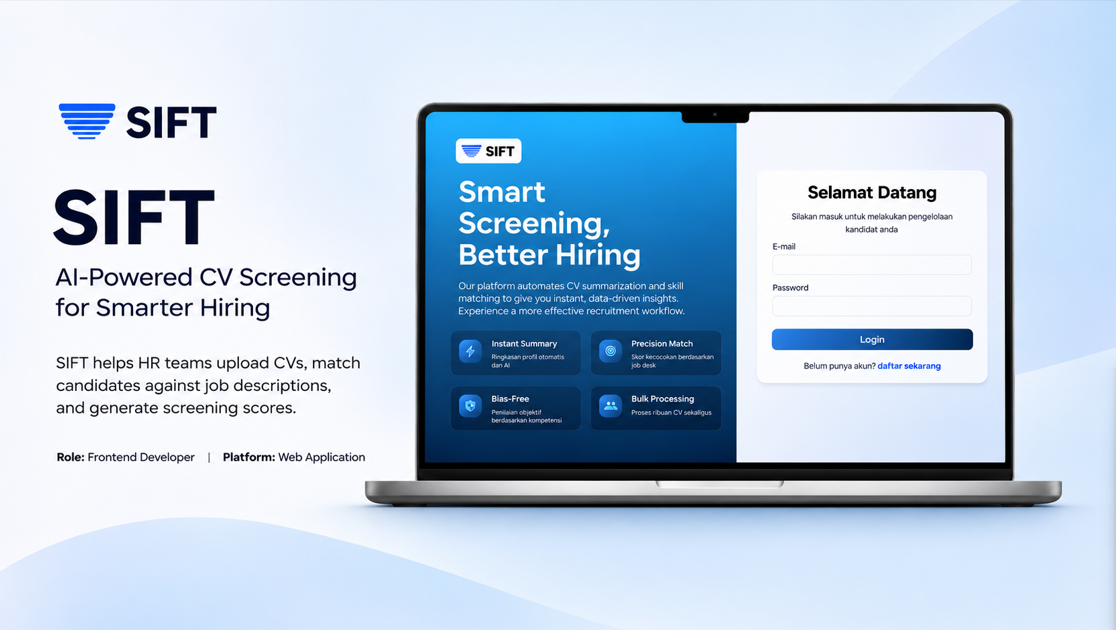 SIFT
SIFT
AI-Powered CV Screening
for Smarter Hiring
SIFT helps HR teams upload CVs, match
candidates against job descriptions,
and generate screening scores.
Role: Frontend Developer | Platform: Web Application
SIFT
Smart
Screening,
Better Hiring
Our platform automates CV summarization and skill
matching to give you instant, data-driven insights.
Experience a more effective recruitment workflow.
Instant Summary
Ringkasan profil otomatis
dan AI
Precision Match
Skor kecocokan berdasarkan
job desk
Bias-Free
Penilaian objektif
berdasarkan kompetensi
Bulk Processing
Proses ribuan CV sekaligus
Selamat Datang
Silakan masuk untuk melakukan pengelolaan
kandidat anda
E-mail
Password
Login
Belum punya akun? daftar sekarang